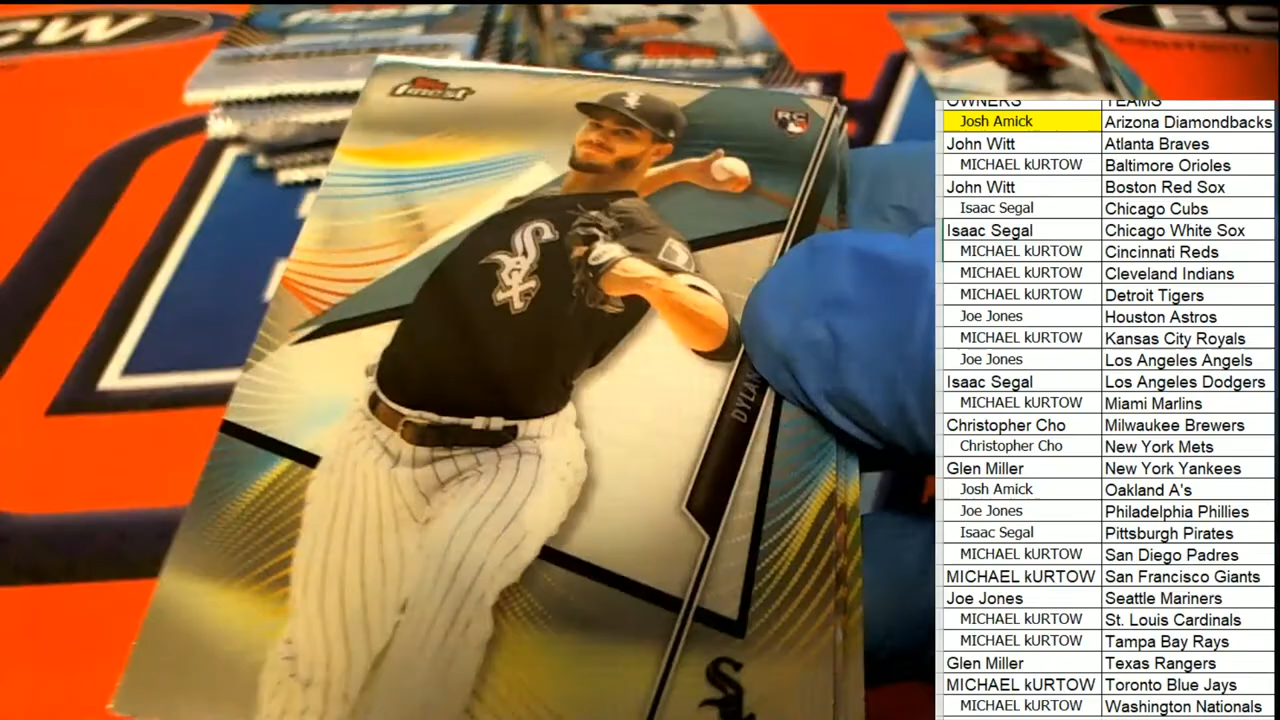 CW
BC
Topps
finest
finest
RC
Sox
DYLAN
Sox
OWNERS TEAMS
Josh Amick Arizona Diamondbacks
John Witt Atlanta Braves
MICHAEL kURTOW Baltimore Orioles
John Witt Boston Red Sox
Isaac Segal Chicago Cubs
Isaac Segal Chicago White Sox
MICHAEL kURTOW Cincinnati Reds
MICHAEL kURTOW Cleveland Indians
MICHAEL kURTOW Detroit Tigers
Joe Jones Houston Astros
MICHAEL kURTOW Kansas City Royals
Joe Jones Los Angeles Angels
Isaac Segal Los Angeles Dodgers
MICHAEL kURTOW Miami Marlins
Christopher Cho Milwaukee Brewers
Christopher Cho New York Mets
Glen Miller New York Yankees
Josh Amick Oakland A's
Joe Jones Philadelphia Phillies
Isaac Segal Pittsburgh Pirates
MICHAEL kURTOW San Diego Padres
MICHAEL kURTOW San Francisco Giants
Joe Jones Seattle Mariners
MICHAEL kURTOW St. Louis Cardinals
MICHAEL kURTOW Tampa Bay Rays
Glen Miller Texas Rangers
MICHAEL kURTOW Toronto Blue Jays
MICHAEL kURTOW Washington Nationals